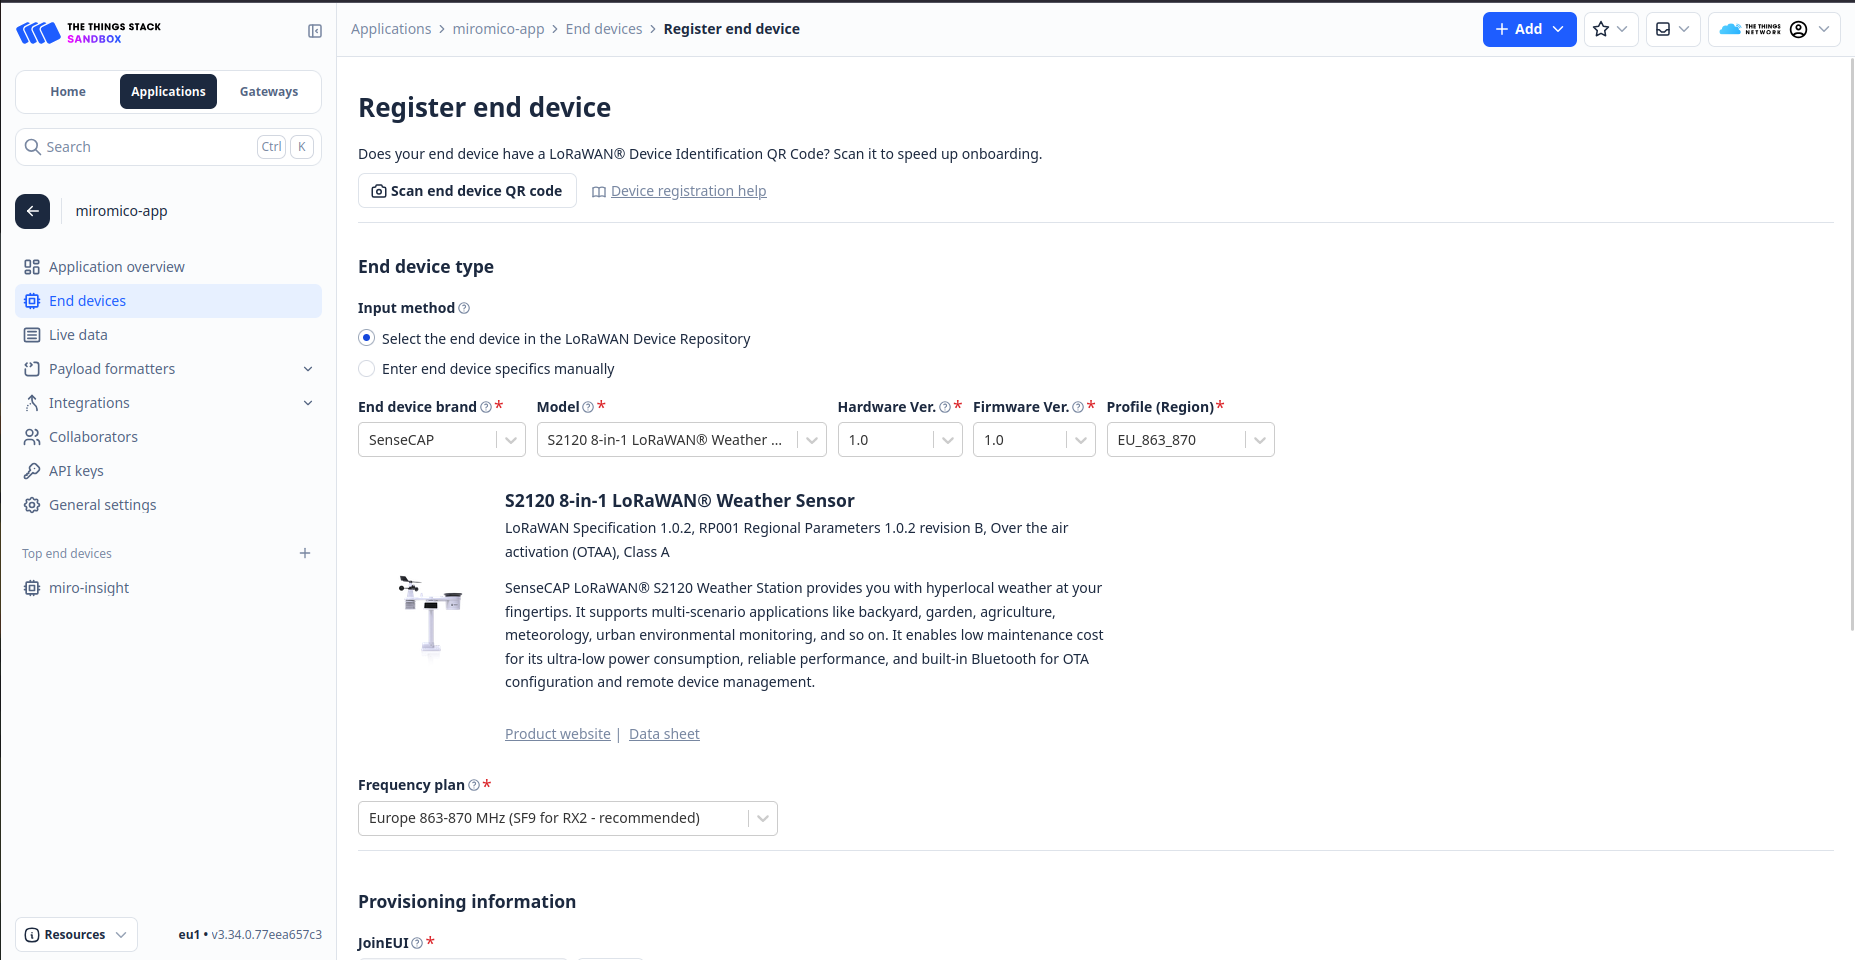 THE THINGS STACK
SANDBOX
Applications > miromico-app > End devices > Register end device
Add
THE THINGS
NETWORK
Home
Applications
Gateways
Search
Ctrl
K
miromico-app
Application overview
End devices
Live data
Payload formatters
Integrations
Collaborators
API keys
General settings
Top end devices
miro-insight
Resources
eu1 • v3.34.0.77eea657c3
Register end device
Does your end device have a LoRaWAN® Device Identification QR Code? Scan it to speed up onboarding.
Scan end device QR code
Device registration help
End device type
Input method
Select the end device in the LoRaWAN Device Repository
Enter end device specifics manually
End device brand *
Model *
Hardware Ver. *
Firmware Ver. *
Profile (Region) *
SenseCAP
S2120 8-in-1 LoRaWAN® Weather ...
1.0
1.0
EU_863_870
S2120 8-in-1 LoRaWAN® Weather Sensor
LoRaWAN Specification 1.0.2, RP001 Regional Parameters 1.0.2 revision B, Over the air
activation (OTAA), Class A
SenseCAP LoRaWAN® S2120 Weather Station provides you with hyperlocal weather at your
fingertips. It supports multi-scenario applications like backyard, garden, agriculture,
meteorology, urban environmental monitoring, and so on. It enables low maintenance cost
for its ultra-low power consumption, reliable performance, and built-in Bluetooth for OTA
configuration and remote device management.
Product website | Data sheet
Frequency plan *
Europe 863-870 MHz (SF9 for RX2 - recommended)
Provisioning information
JoinEUI *